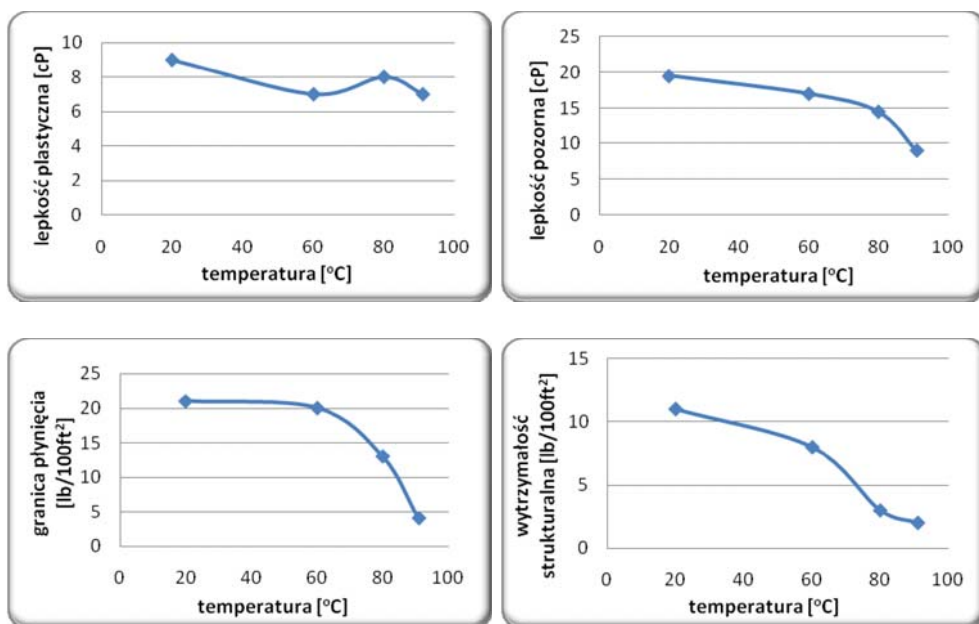 lepkość plastyczna [cP]
10
8
6
4
2
0
0 20 40 60 80 100
temperatura [°C]
lepkość pozorna [cP]
25
20
15
10
5
0
0 20 40 60 80 100
temperatura [°C]
granica płynięcia
[lb/100ft²]
25
20
15
10
5
0
0 20 40 60 80 100
temperatura [°C]
wytrzymałość
strukturalna [lb/100ft²]
15
10
5
0
0 20 40 60 80 100
temperatura [°C]